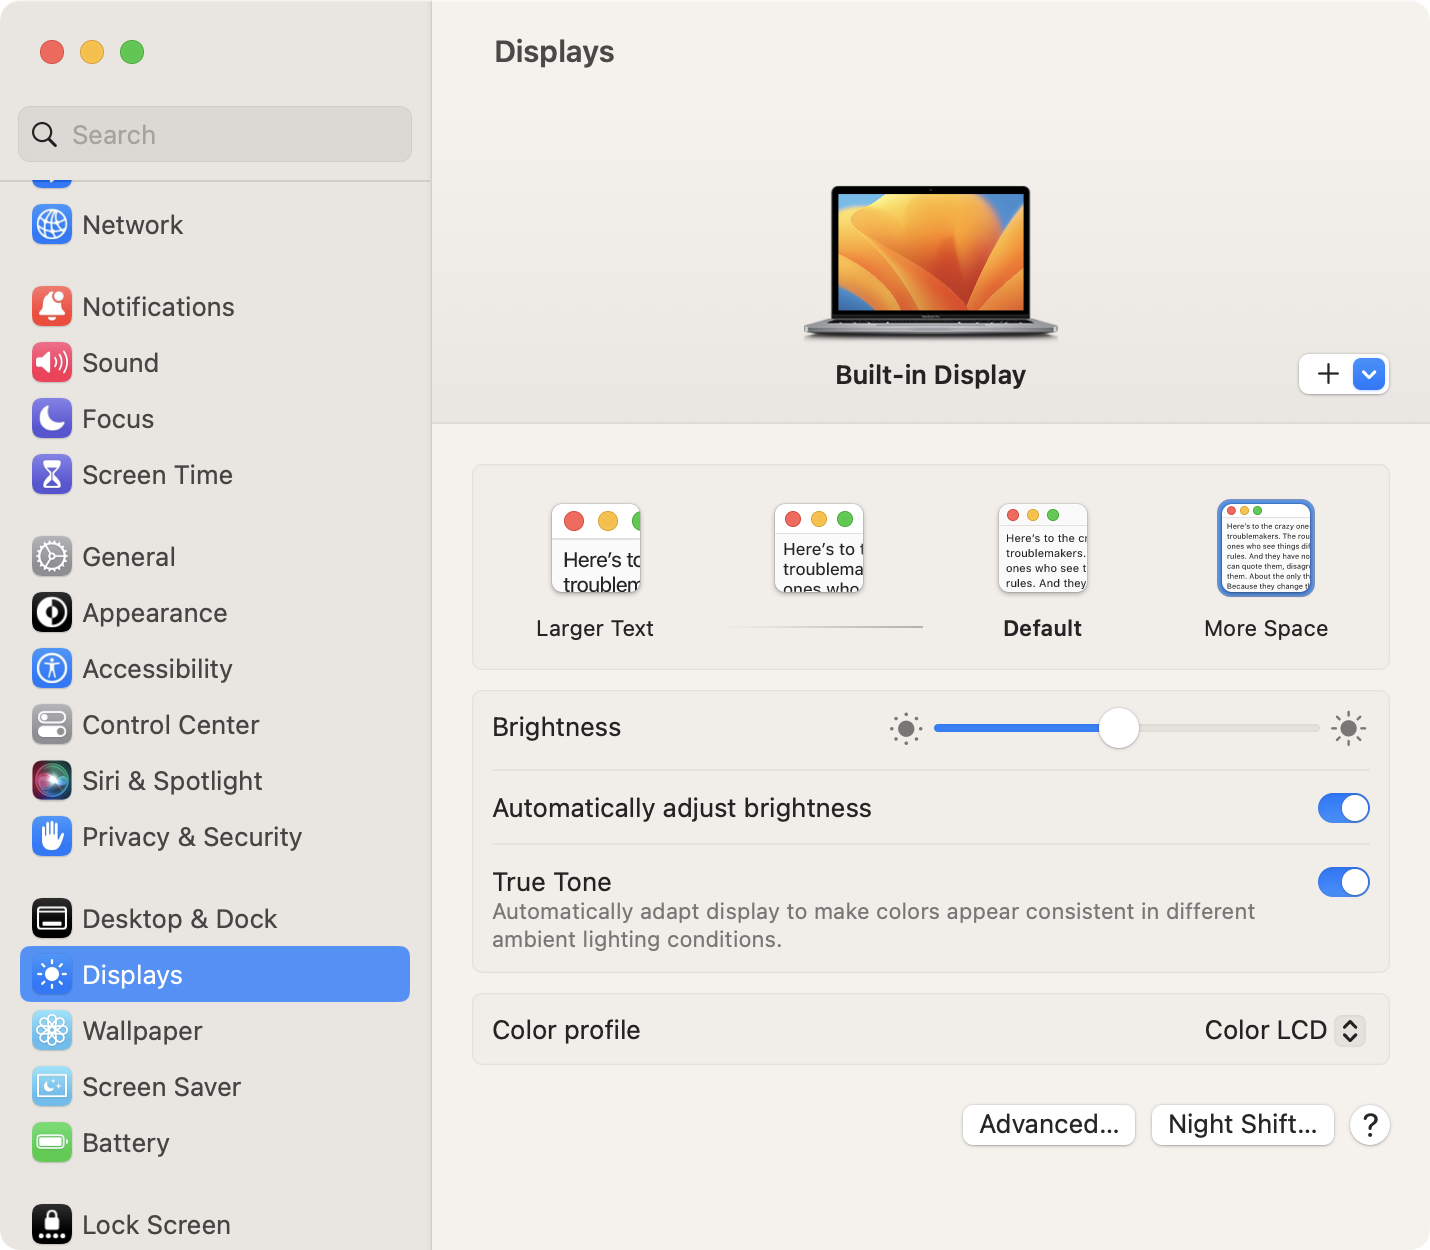 Displays
Search
Network
Notifications
Sound
Focus
Screen Time
General
Appearance
Accessibility
Control Center
Siri & Spotlight
Privacy & Security
Desktop & Dock
Displays
Wallpaper
Screen Saver
Battery
Lock Screen
Built-in Display
Here's to
troublem
Larger Text
Here's to t
troublema
ones who
Here's to the cr
troublemakers.
ones who see t
rules. And they
Default
Here's to the crazy one
troublemakers. The rou
ones who see things dif
rules. And they have no
can quote them, disagr
them. About the only th
Because they change t
More Space
Brightness
Automatically adjust brightness
True Tone
Automatically adapt display to make colors appear consistent in different
ambient lighting conditions.
Color profile
Color LCD
Advanced...
Night Shift...
?